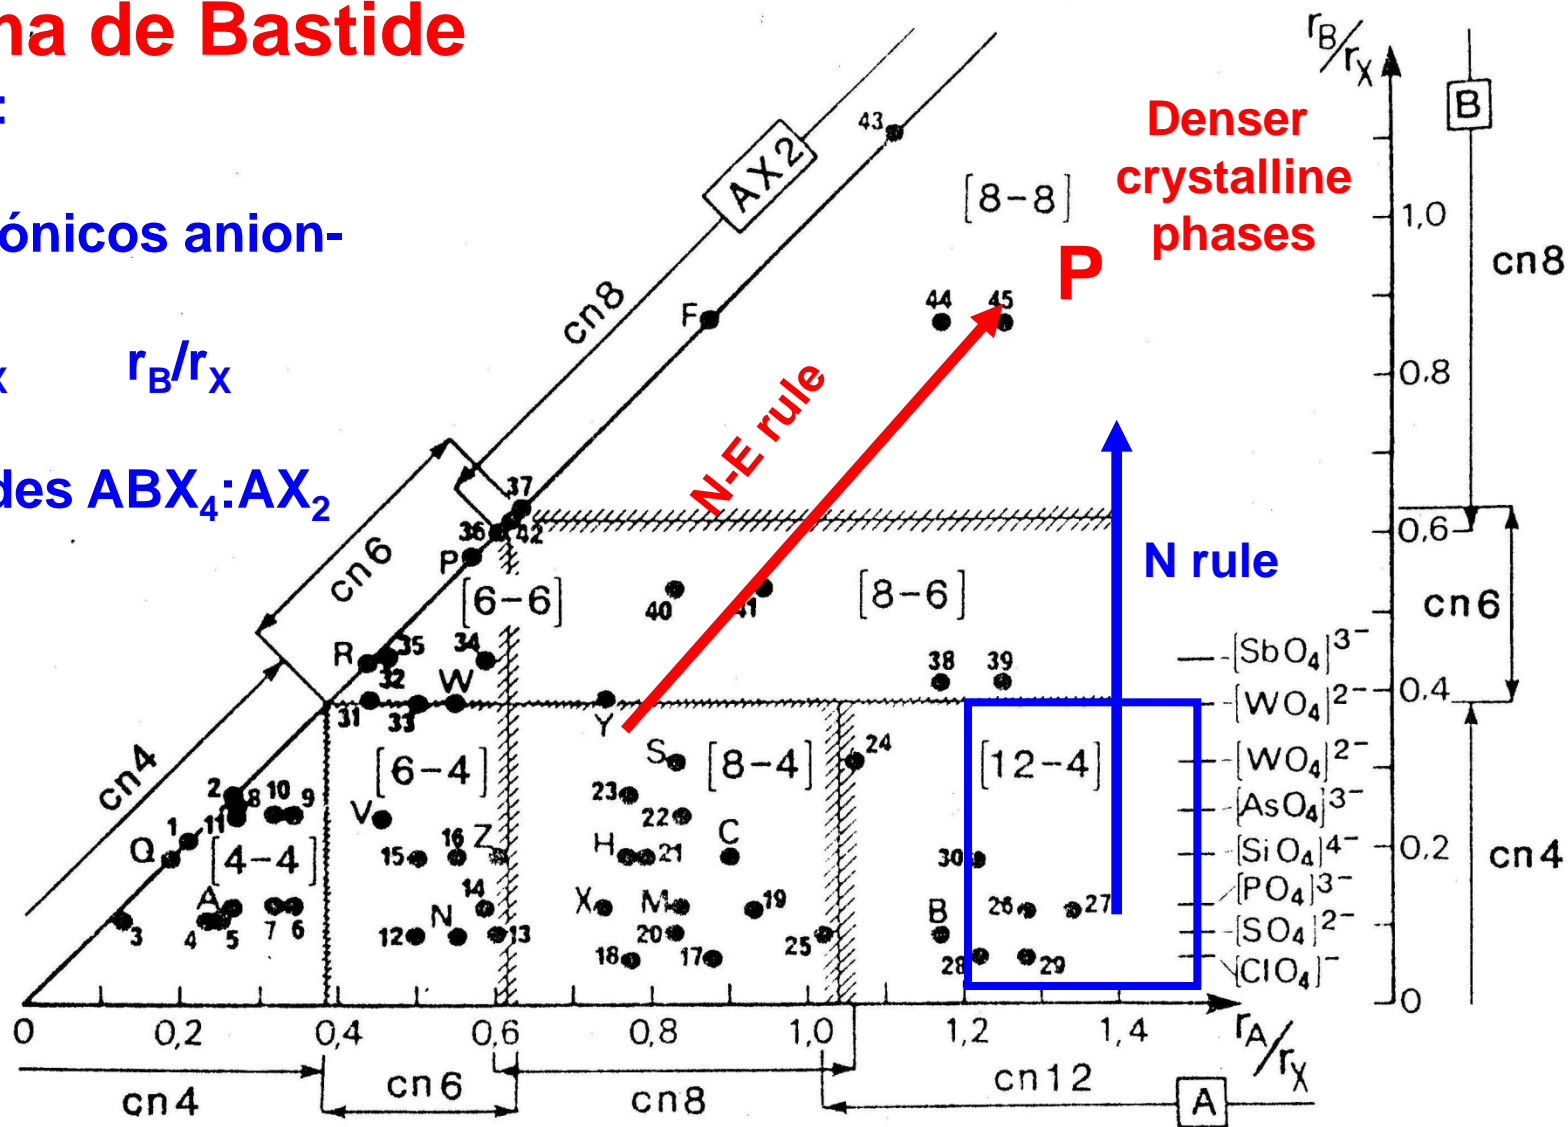 na de Bastide
:
ónicos anion-
x r_B/r_X
des ABX₄:AX₂
r_B/r_X
B
Denser
crystalline
phases
43
AX2
[8-8]
1,0
cn8
P
cn8
F
44 45
0,8
N-E rule
37
36 42
P
0,6
cn6
[6-6]
40 41
[8-6]
N rule
cn6
R 35 34
32
38 39
[SbO₄]³⁻
31 33 W
Y
0,4
[WO₄]²⁻
cn4
[6-4]
S
[8-4]
24
[12-4]
[WO₄]²⁻
2 8 10 9
11
V
23
22
[AsO₄]³⁻
Q 1
[4-4]
15 16 Z
H 21 C
30
0,2
[SiO₄]⁴⁻
cn4
A
14
X M 19
26 27
[PO₄]³⁻
3 4 5 7 6
12 N 13
20 25
B
[SO₄]²⁻
18 17
28 29
[ClO₄]⁻
0
0 0,2 0,4 0,6 0,8 1,0 1,2 1,4 r_A/r_X
cn4 cn6 cn8 cn12
A